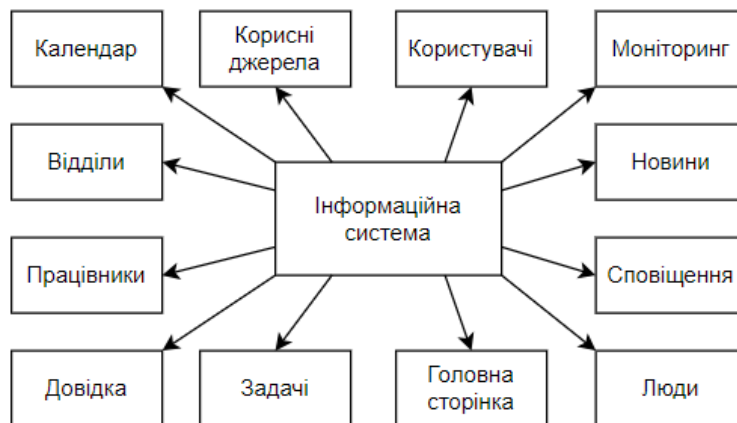 Календар
Корисні
джерела
Користувачі
Моніторинг
Відділи
Новини
Інформаційна
система
Працівники
Сповіщення
Довідка
Задачі
Головна
сторінка
Люди